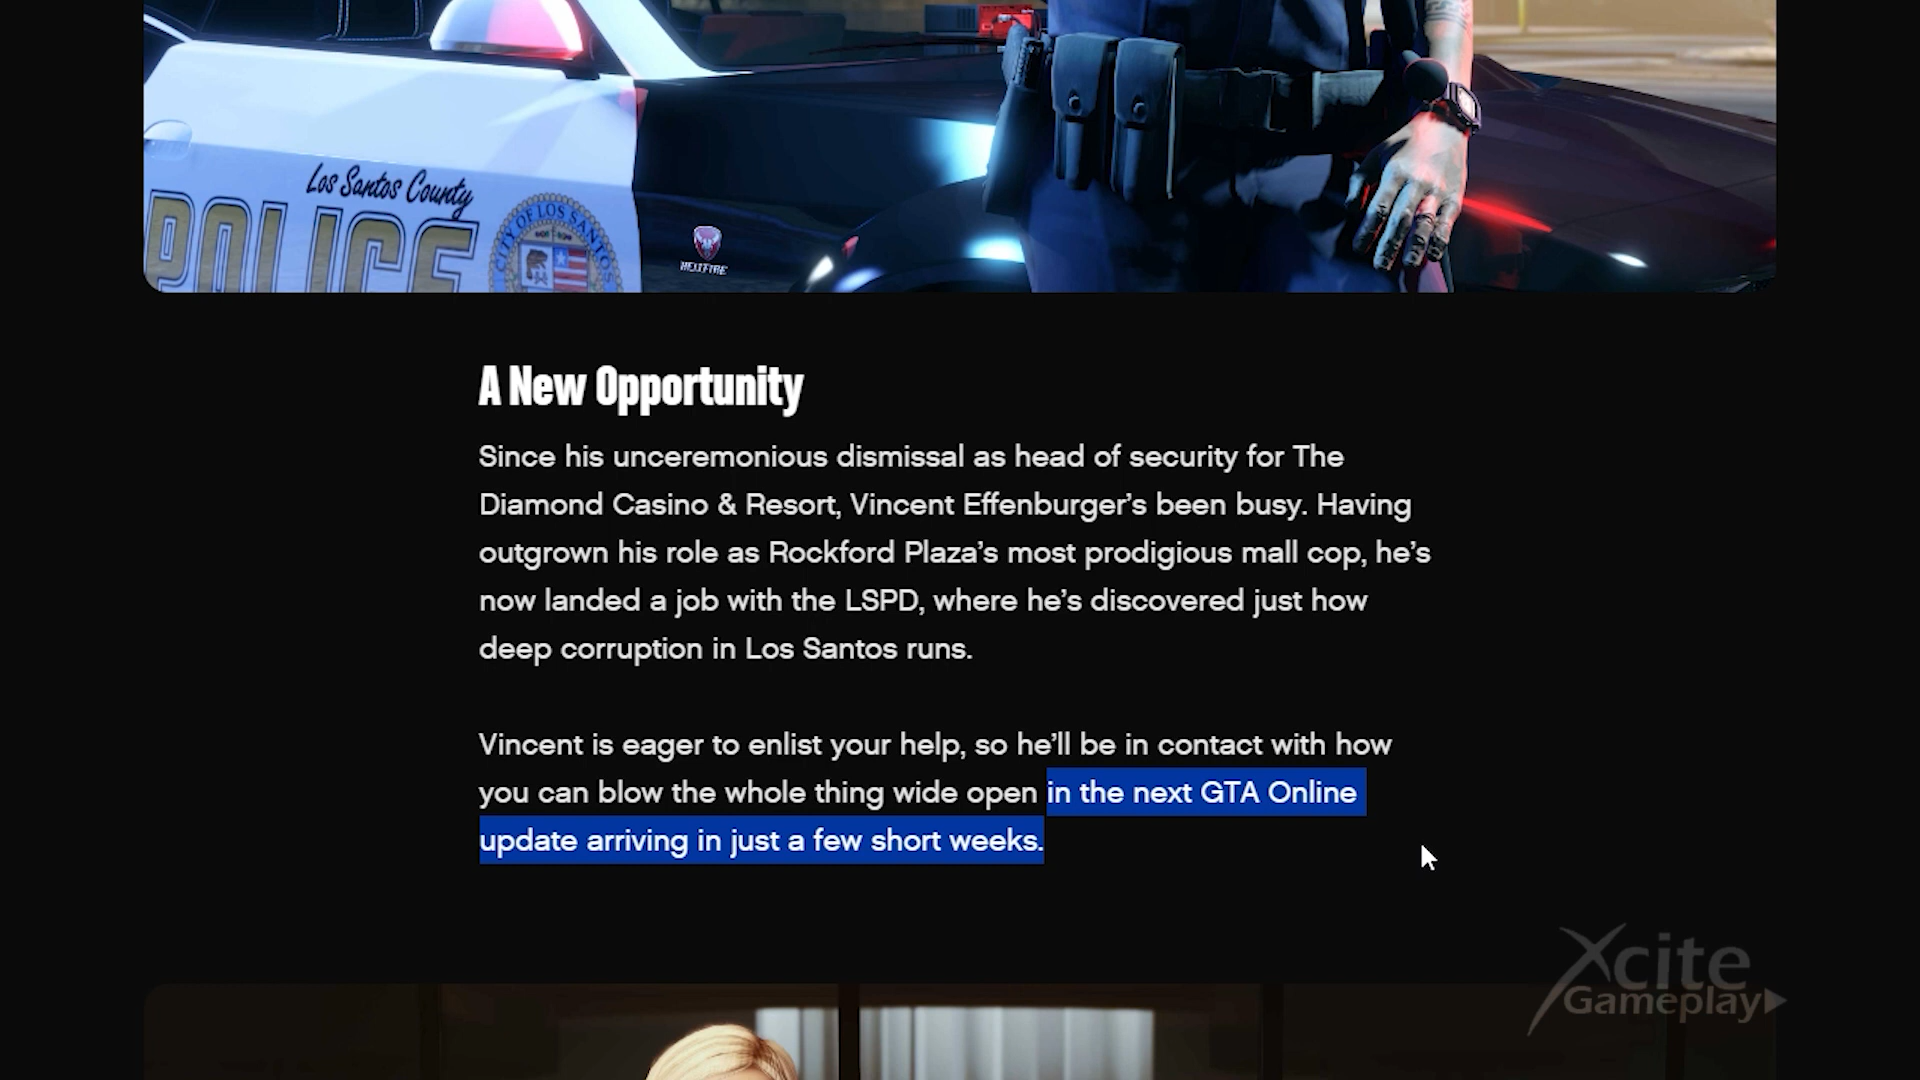 Los Santos County
POLICE
CITY OF LOS SANTOS
HELLFIRE
A New Opportunity
Since his unceremonious dismissal as head of security for The
Diamond Casino & Resort, Vincent Effenburger’s been busy. Having
outgrown his role as Rockford Plaza’s most prodigious mall cop, he’s
now landed a job with the LSPD, where he’s discovered just how
deep corruption in Los Santos runs.
Vincent is eager to enlist your help, so he’ll be in contact with how
you can blow the whole thing wide open in the next GTA Online
update arriving in just a few short weeks.
Xcite
Gameplay